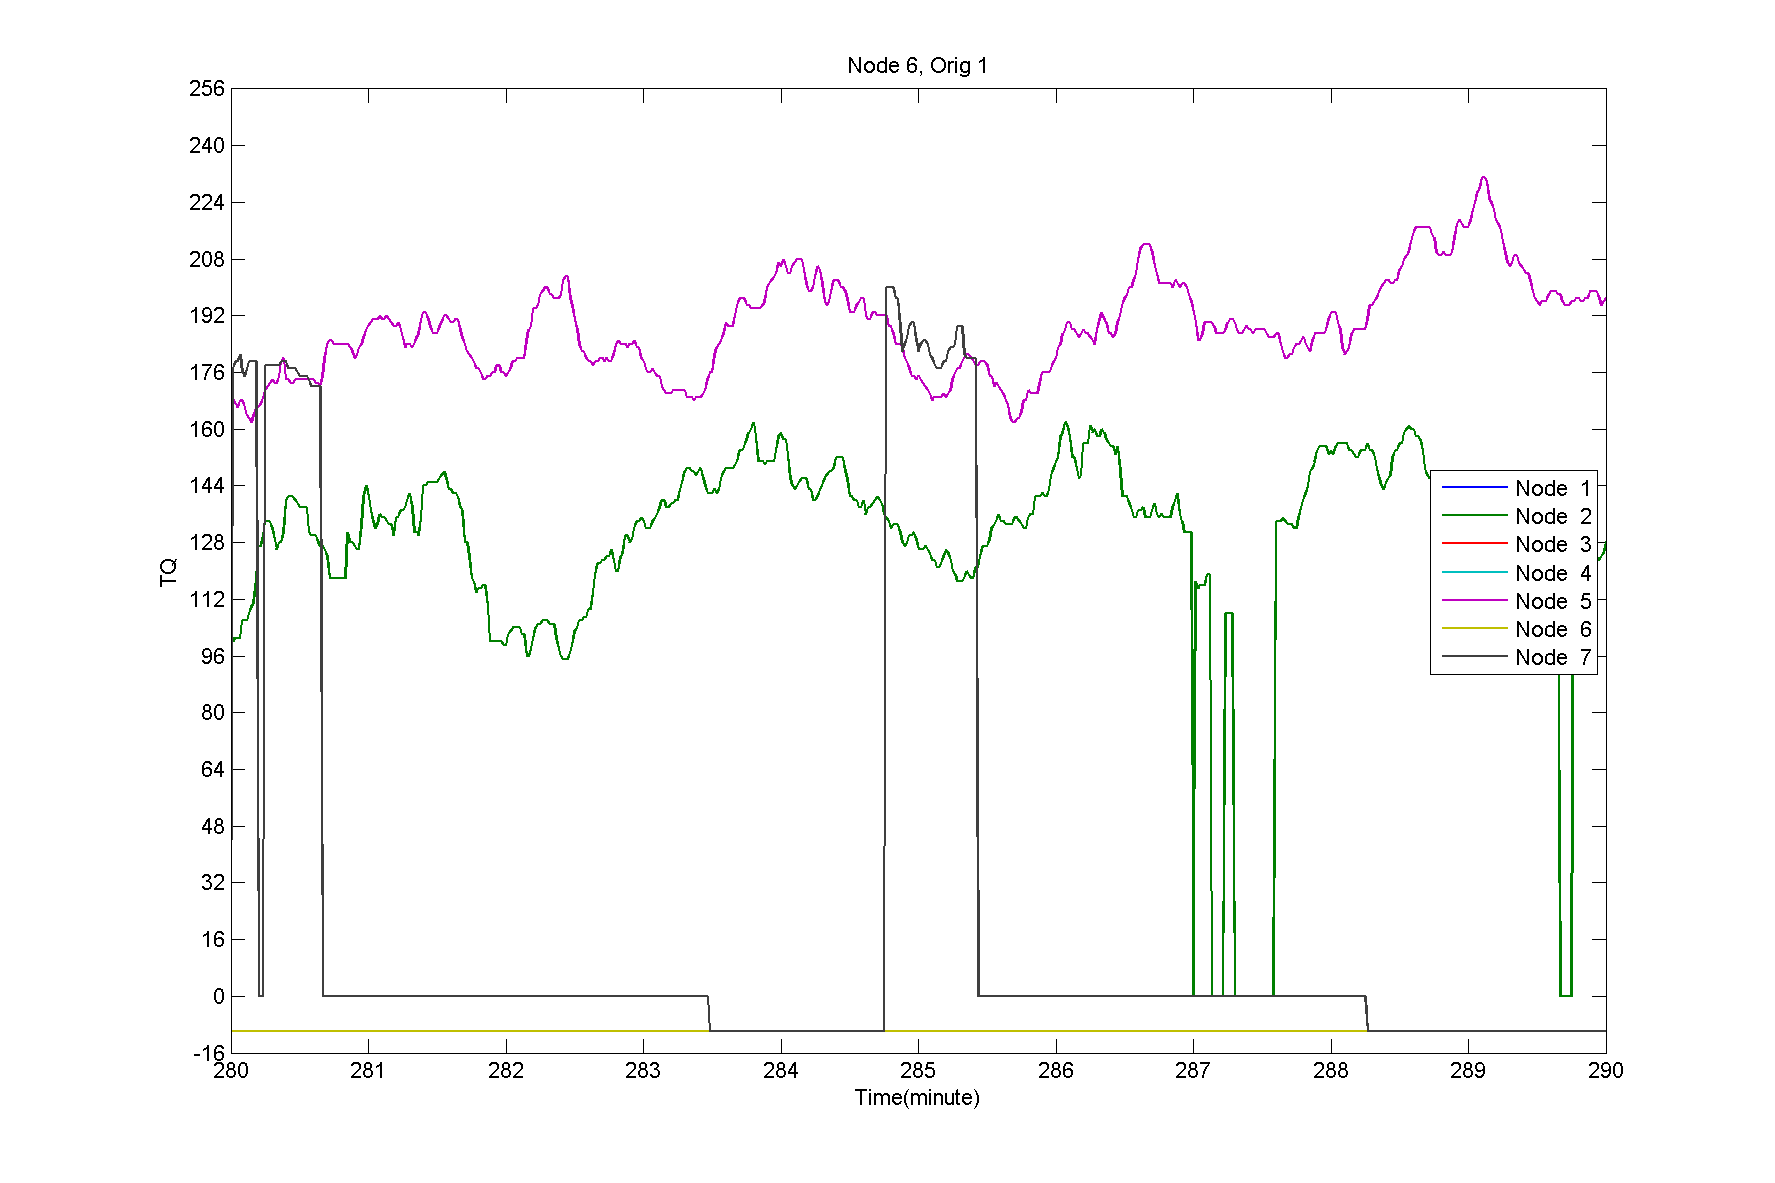 Node 6, Orig 1
256
240
224
208
192
176
160
144
128
112
96
80
64
48
32
16
0
-16
TQ
Node 1
Node 2
Node 3
Node 4
Node 5
Node 6
Node 7
280 281 282 283 284 285 286 287 288 289 290
Time(minute)